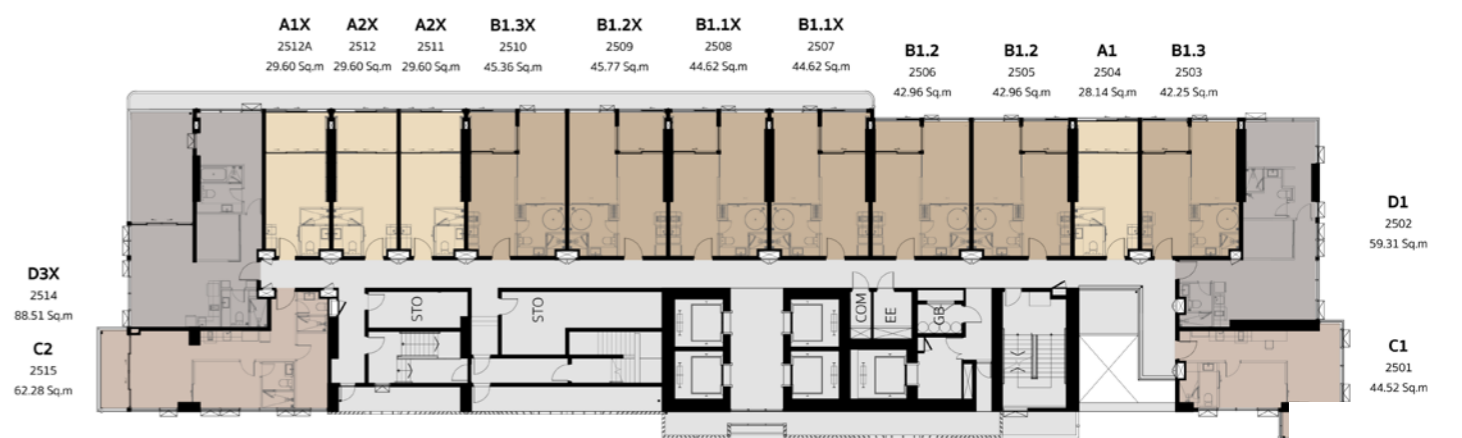 A1X
2512A
29.60 Sq.m
A2X
2512
29.60 Sq.m
A2X
2511
29.60 Sq.m
B1.3X
2510
45.36 Sq.m
B1.2X
2509
45.77 Sq.m
B1.1X
2508
44.62 Sq.m
B1.1X
2507
44.62 Sq.m
B1.2
2506
42.96 Sq.m
B1.2
2505
42.96 Sq.m
A1
2504
28.14 Sq.m
B1.3
2503
42.25 Sq.m
D1
2502
59.31 Sq.m
D3X
2514
88.51 Sq.m
C2
2515
62.28 Sq.m
STO
STO
COM
EE
GB
C1
2501
44.52 Sq.m